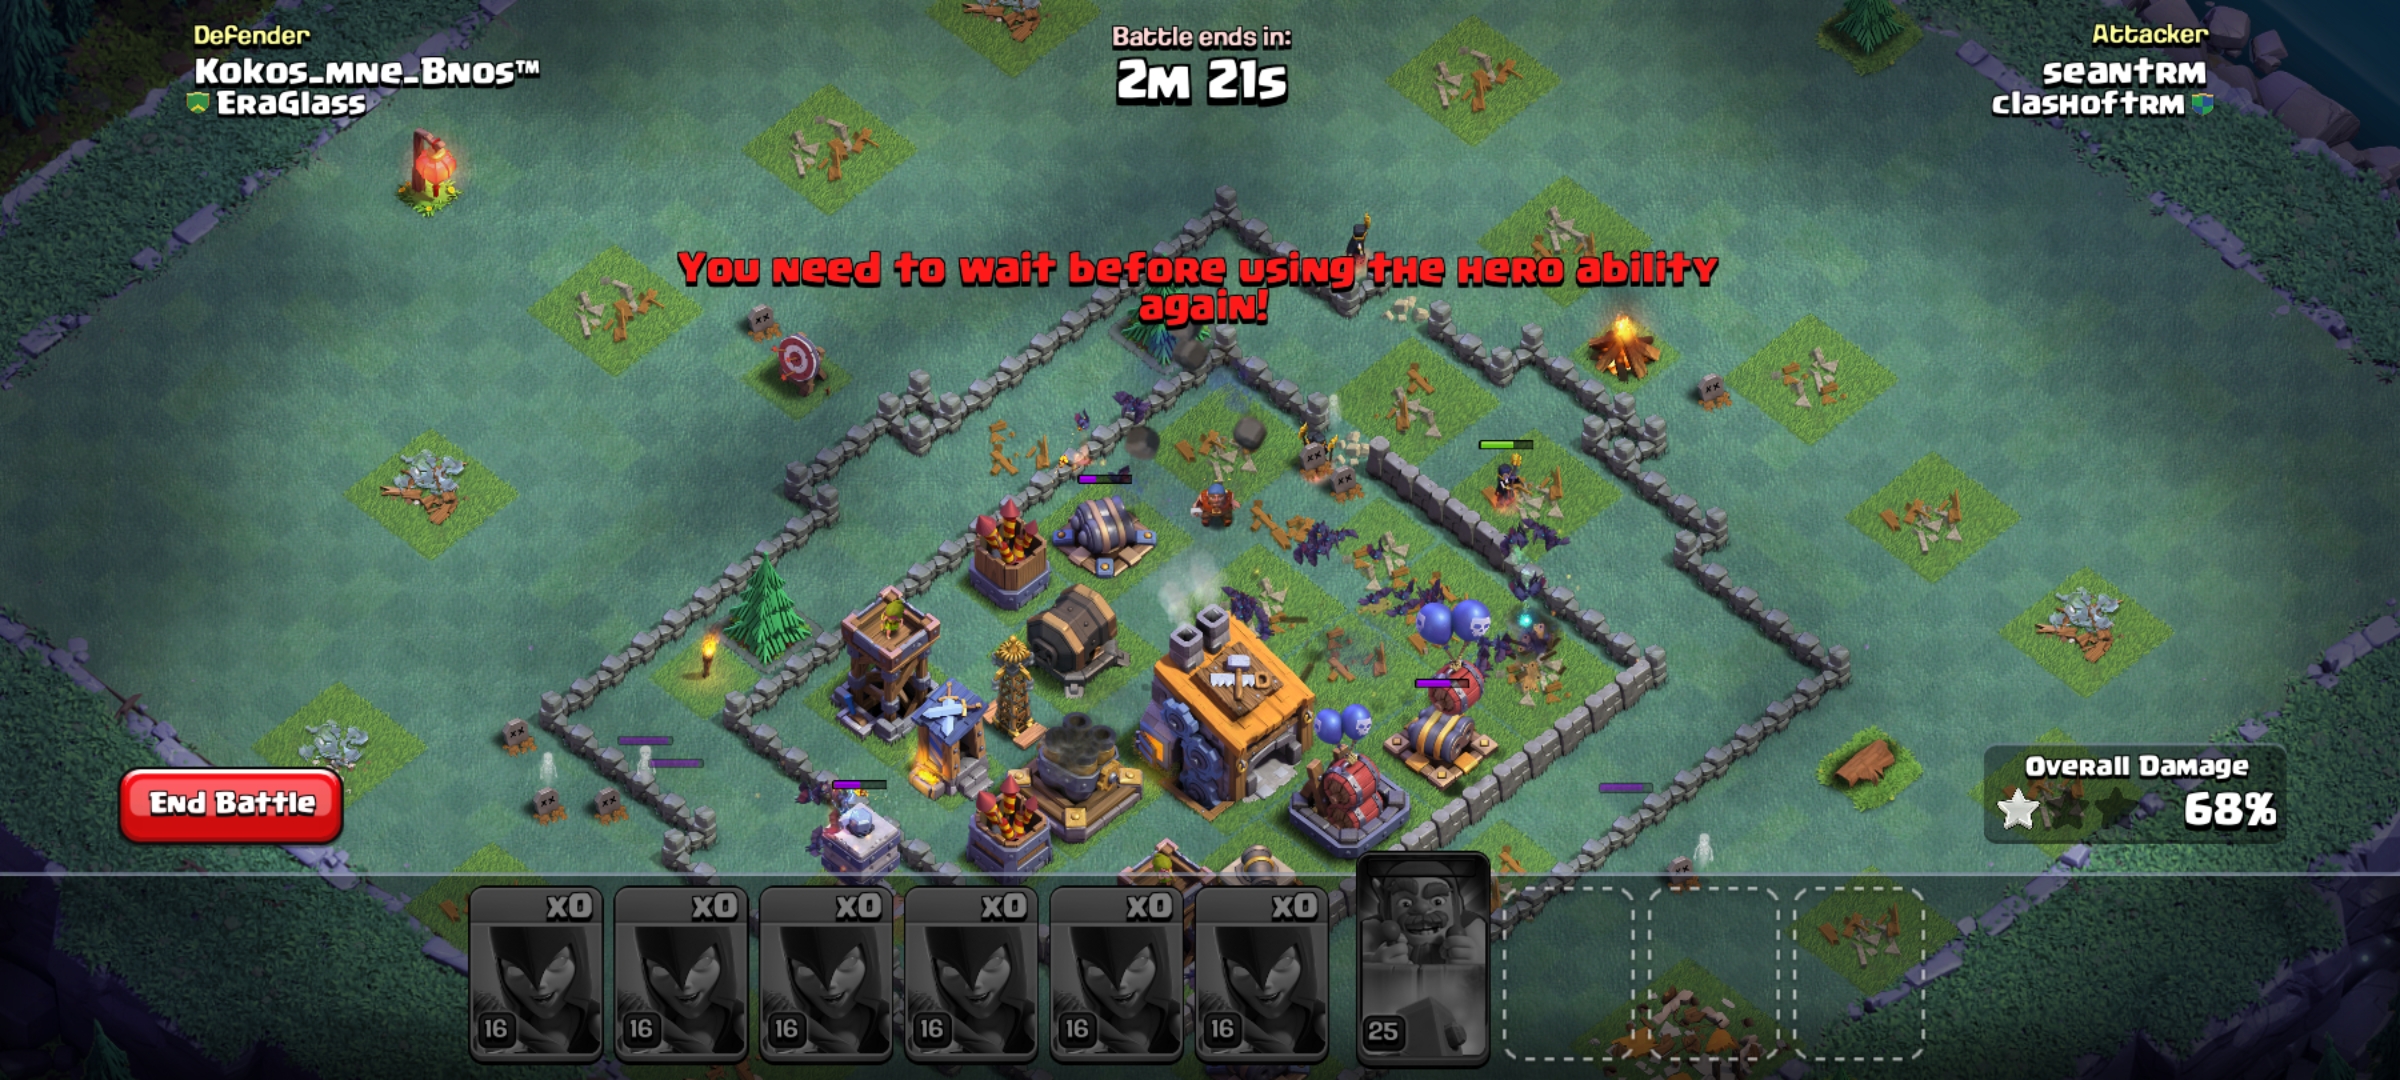 Defender
Kokos_mne_Bnos™
EraGlass
Battle ends in:
2m 21s
Attacker
seantrm
clashoftrm
You need to wait before using the Hero ability
again!
End Battle
Overall Damage
68%
x0 x0 x0 x0 x0 x0
16 16 16 16 16 16 25